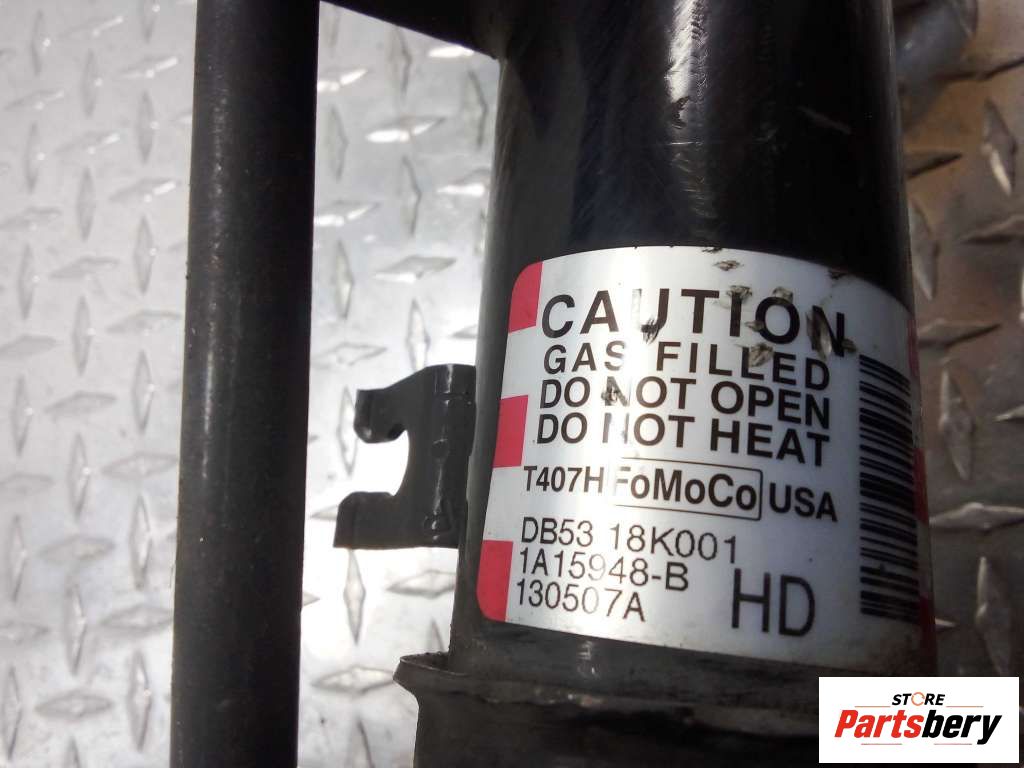 CAUTION
GAS FILLED
DO NOT OPEN
DO NOT HEAT
T407H FoMoCo USA
DB53 18K001
1A15948-B
130507A
HD
STORE
Partsbery